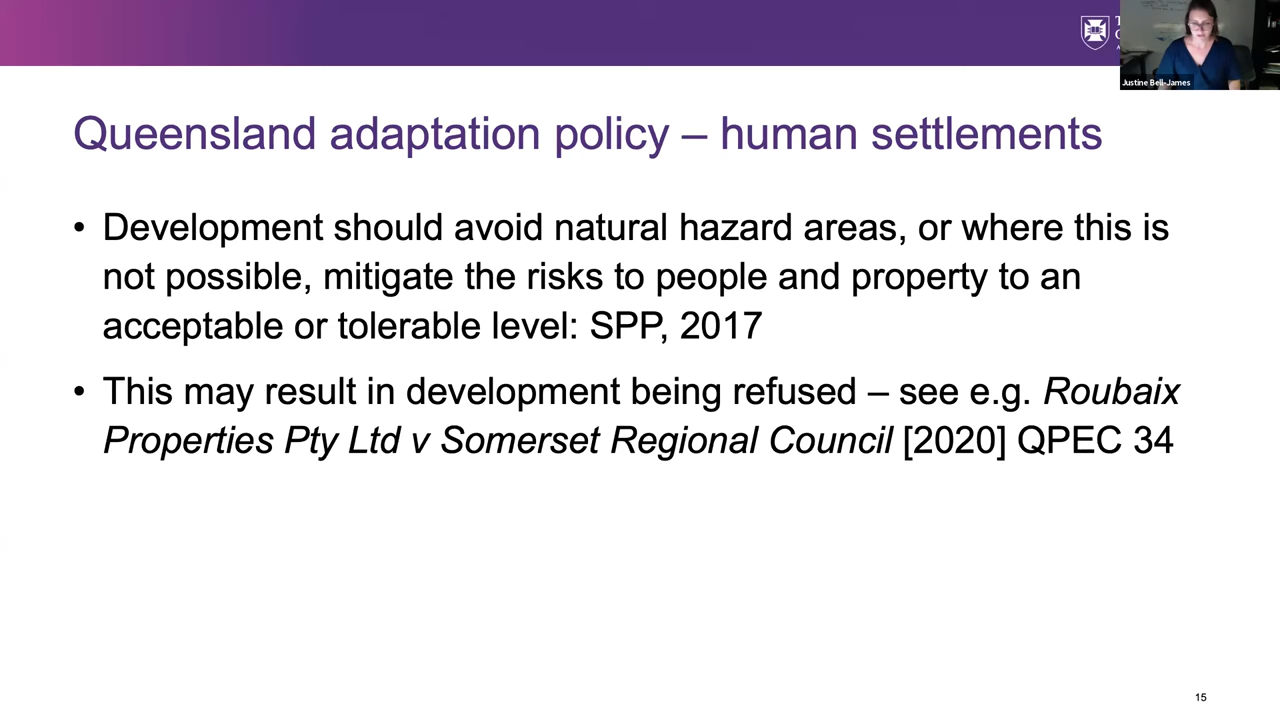 Justine Bell-James
Queensland adaptation policy – human settlements
• Development should avoid natural hazard areas, or where this is
not possible, mitigate the risks to people and property to an
acceptable or tolerable level: SPP, 2017
• This may result in development being refused – see e.g. Roubaix
Properties Pty Ltd v Somerset Regional Council [2020] QPEC 34
15